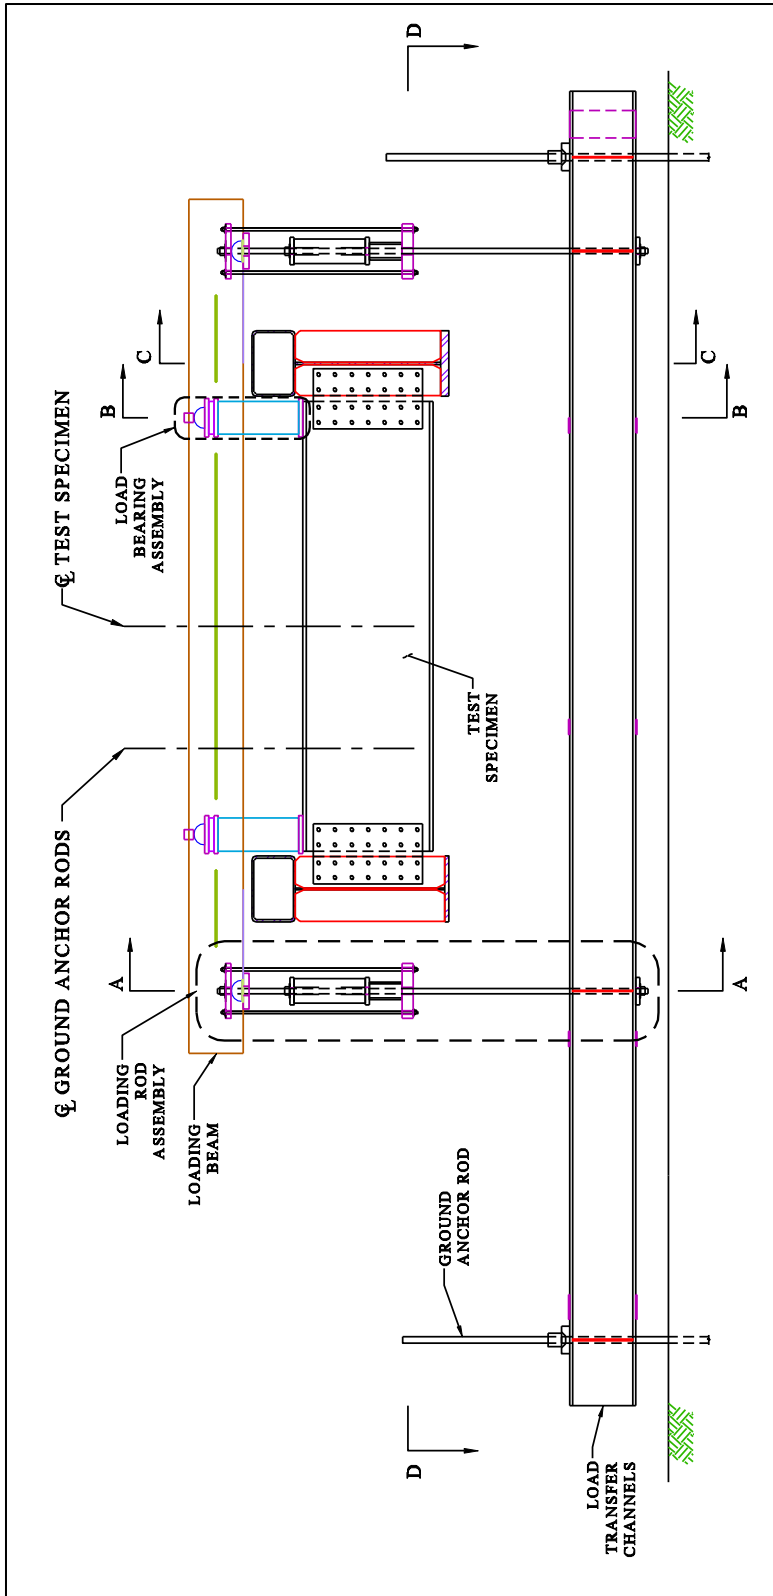 ℄ GROUND ANCHOR RODS
℄ TEST SPECIMEN
LOADING
ROD
ASSEMBLY
A
LOAD
BEARING
ASSEMBLY
B
C
LOADING
BEAM
D
D
GROUND
ANCHOR ROD
TEST
SPECIMEN
LOAD
TRANSFER
CHANNELS
A
B
C